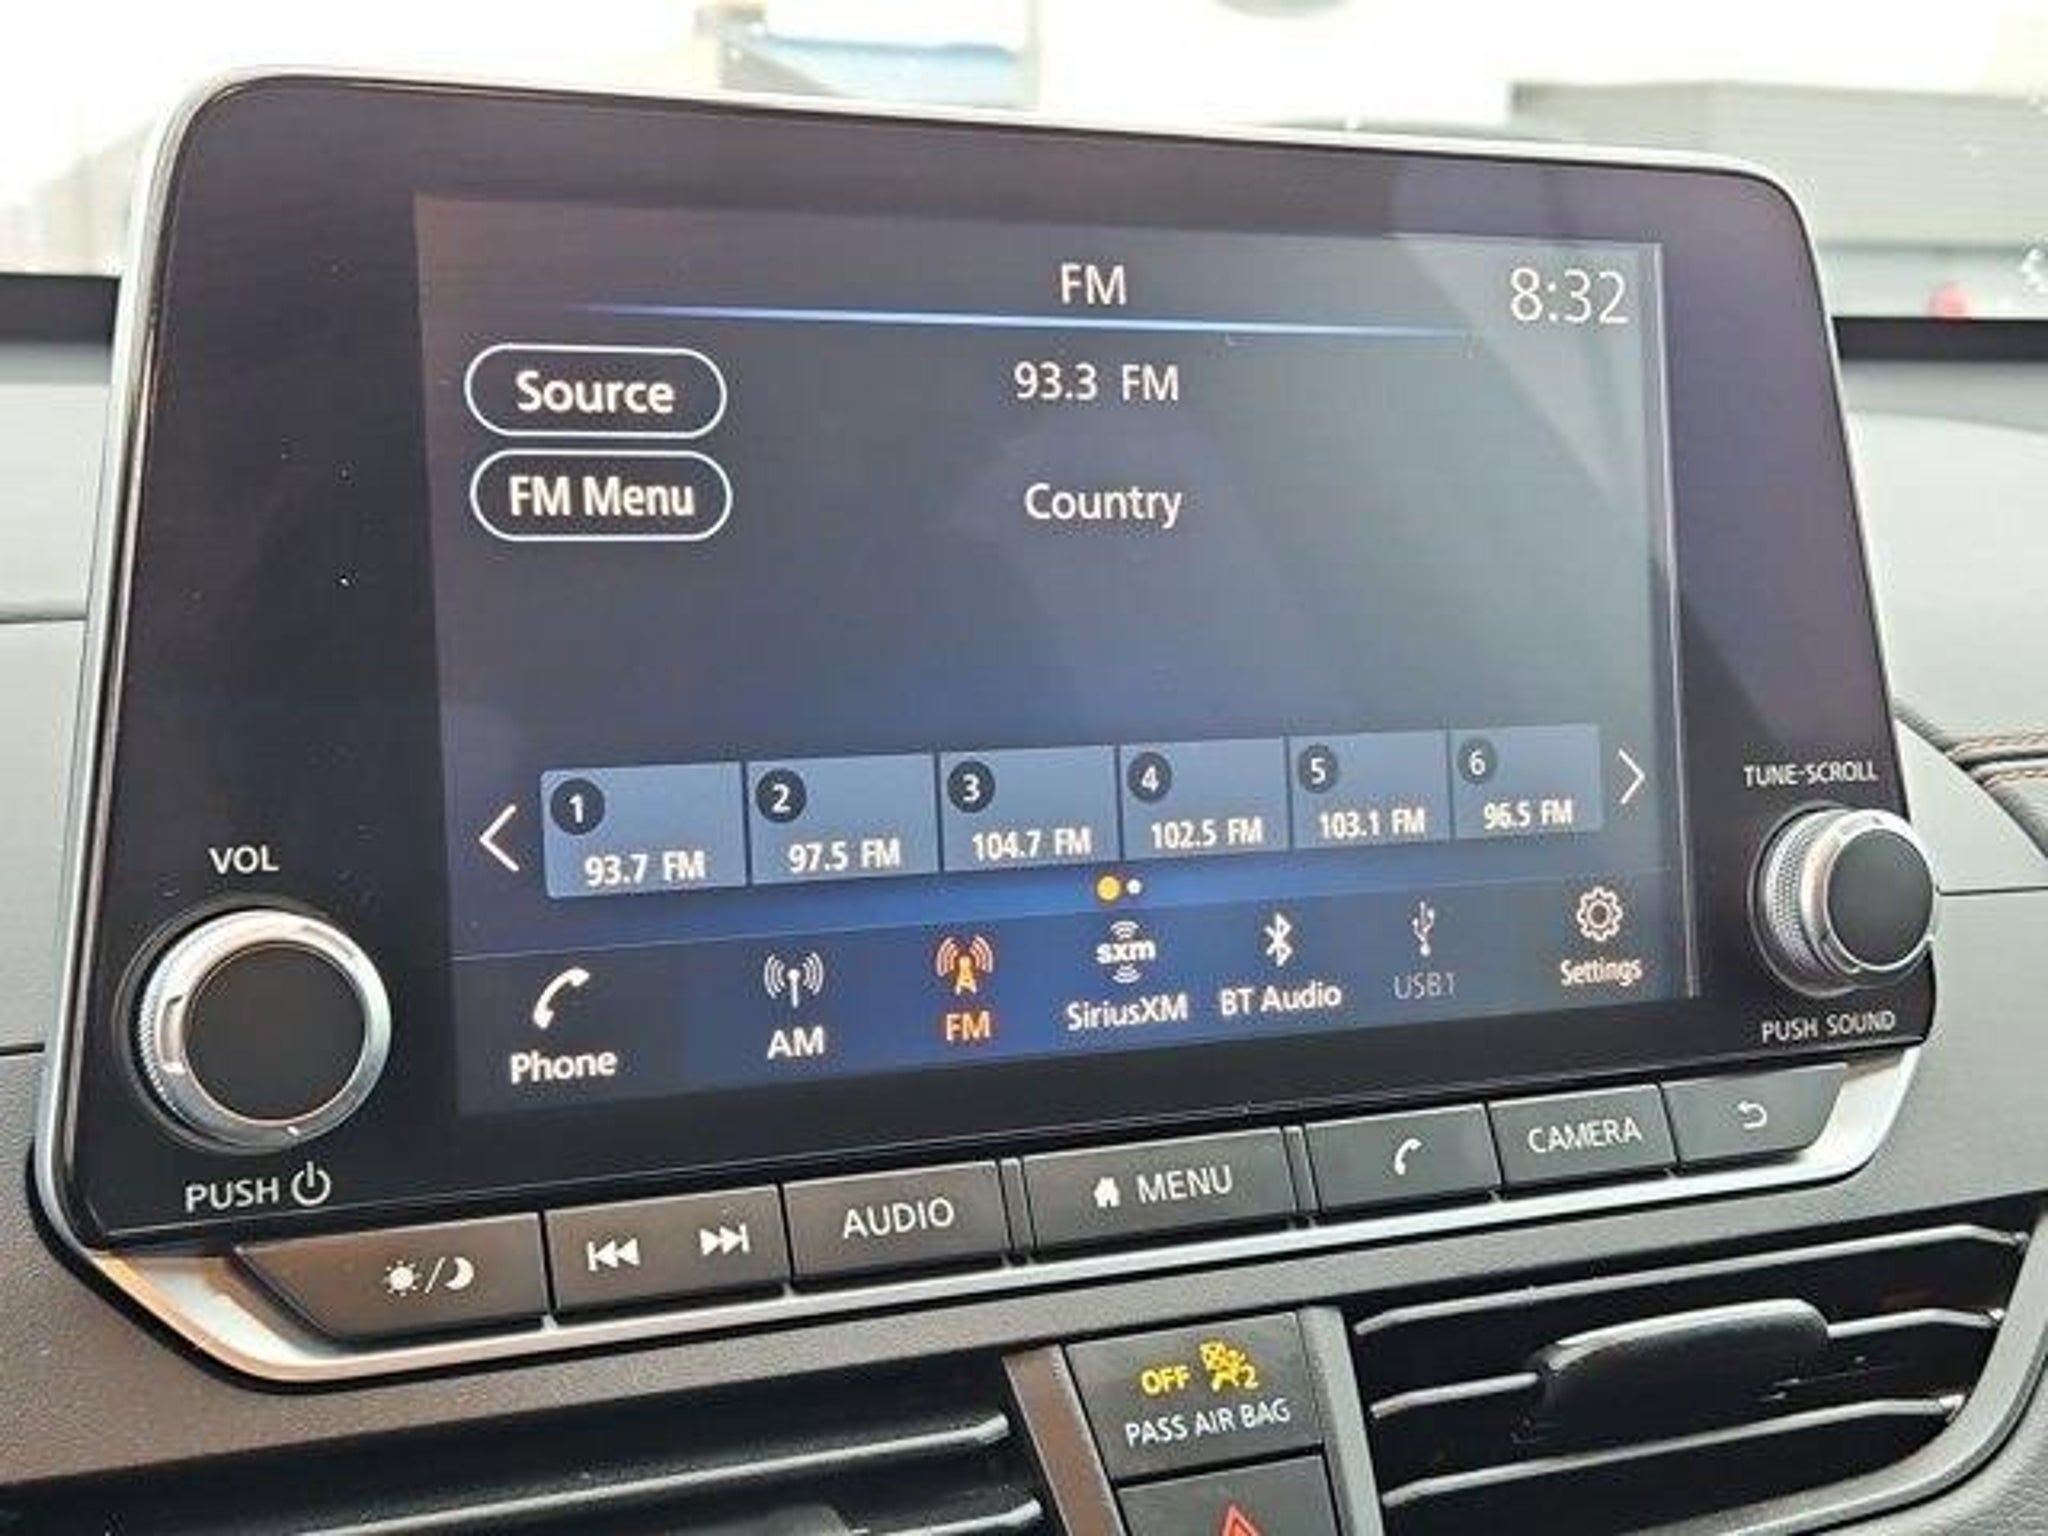 FM
8:32
Source
93.3 FM
FM Menu
Country
1
2
3
4
5
6
93.7 FM
97.5 FM
104.7 FM
102.5 FM
103.1 FM
96.5 FM
Phone
AM
FM
sxm
SiriusXM
BT Audio
USB1
Settings
VOL
PUSH
TUNE-SCROLL
PUSH SOUND
AUDIO
MENU
CAMERA
OFF 2
PASS AIR BAG